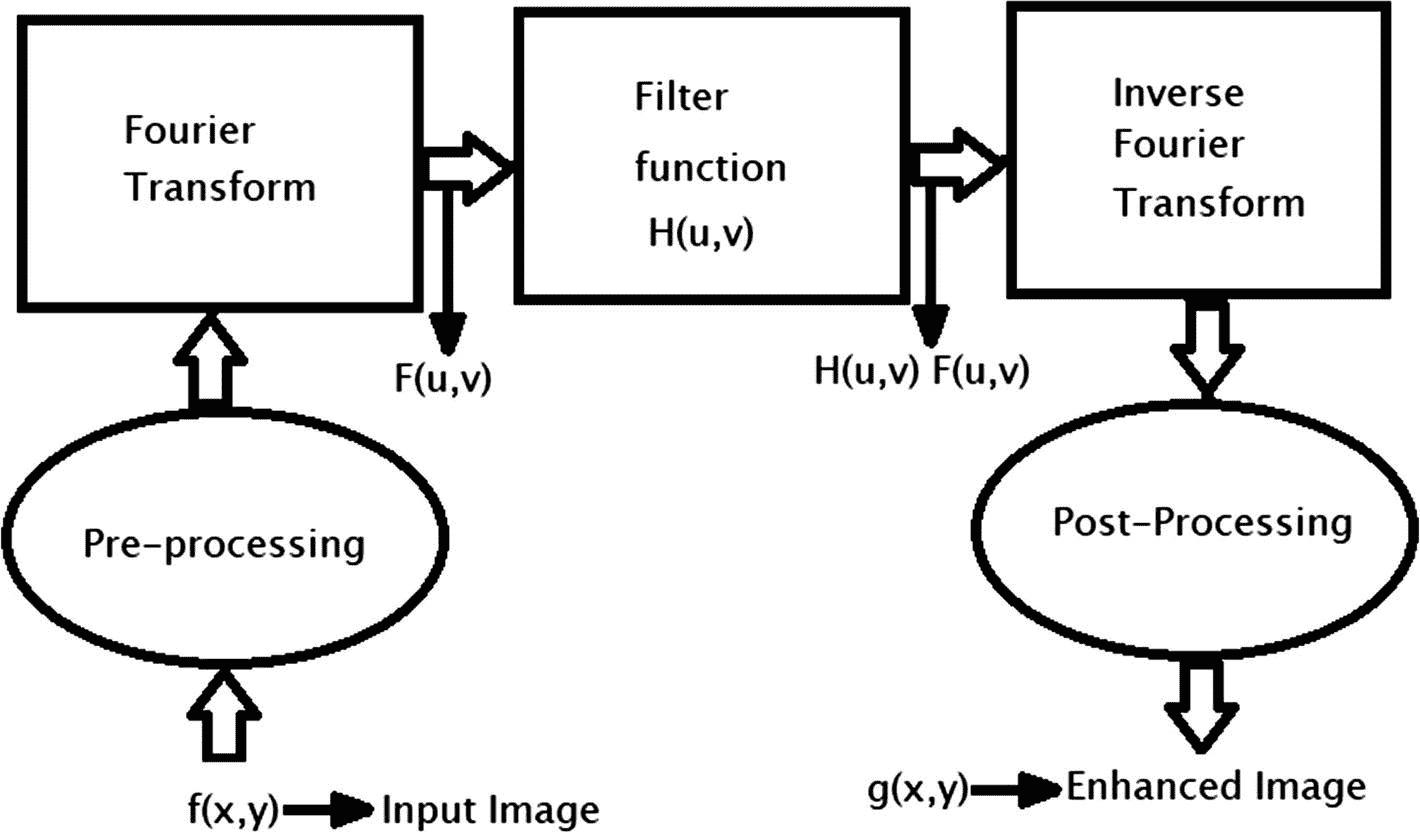 Fourier
Transform
Filter
function
H(u,v)
Inverse
Fourier
Transform
F(u,v)
H(u,v) F(u,v)
Pre-processing
Post-Processing
f(x,y) Input Image
g(x,y) Enhanced Image